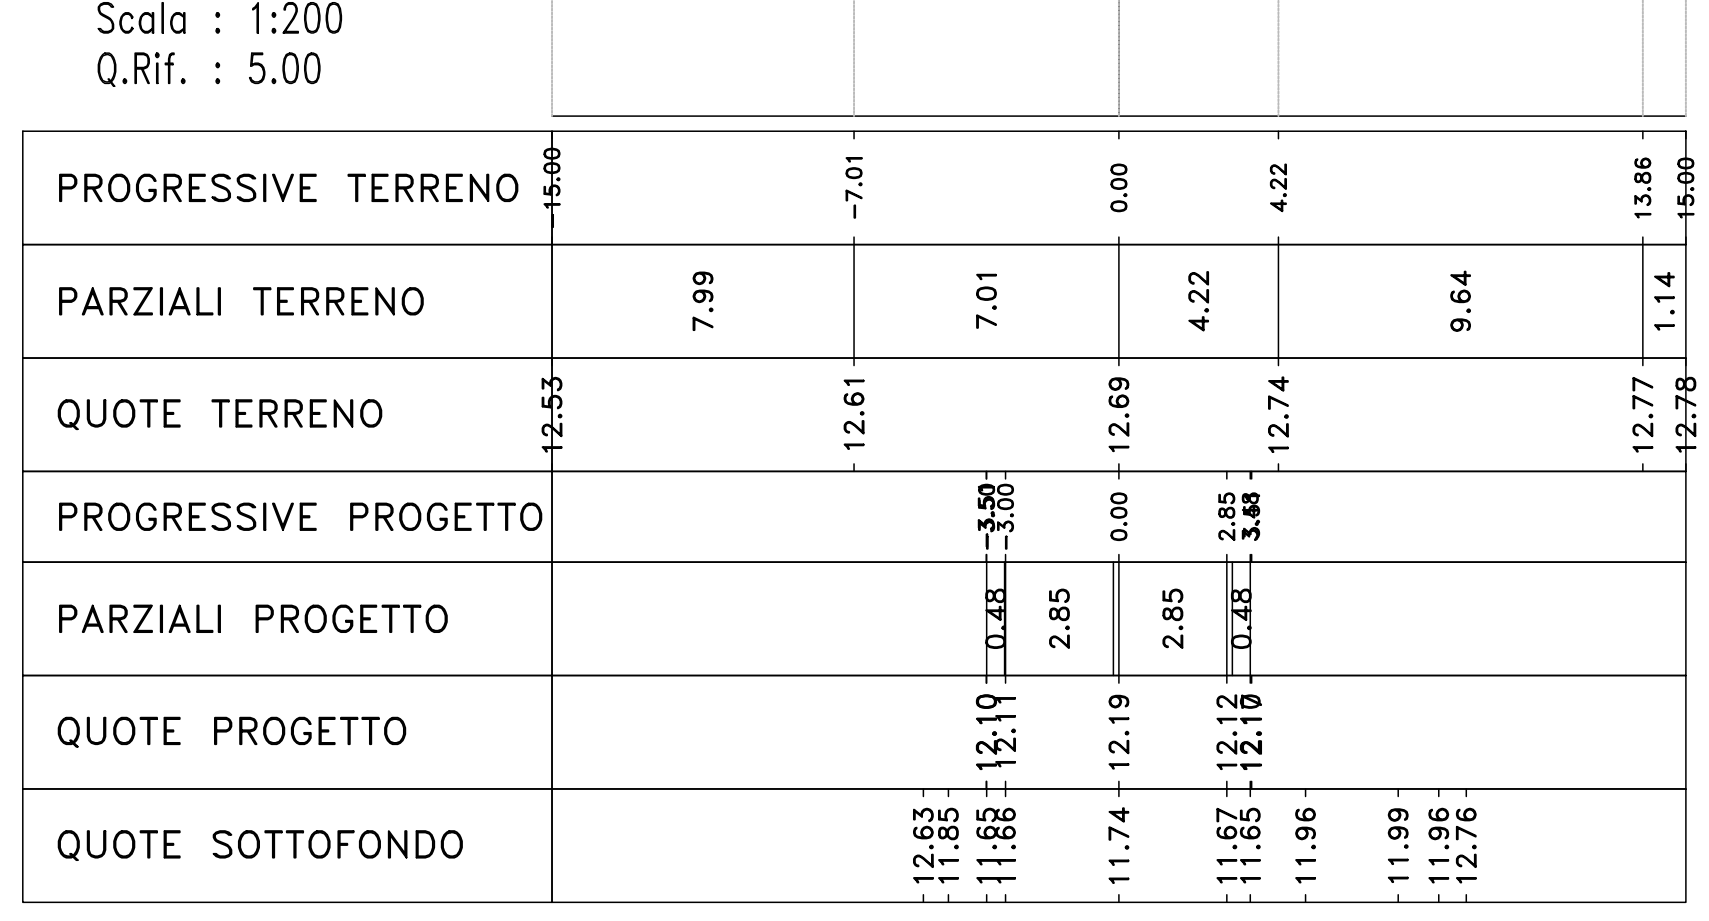 Scala : 1:200
Q.Rif. : 5.00
PROGRESSIVE TERRENO -15.00 -7.01 0.00 4.22 13.86 15.00
PARZIALI TERRENO 7.99 7.01 4.22 9.64 1.14
QUOTE TERRENO 12.53 12.61 12.69 12.74 12.77 12.78
PROGRESSIVE PROGETTO -3.50 -3.00 0.00 2.85
PARZIALI PROGETTO 0.48 2.85 2.85 0.48
QUOTE PROGETTO 12.10 12.11 12.19 12.12
QUOTE SOTTOFONDO 12.63 11.85 11.65 11.66 11.74 11.67 11.65 11.96 11.99 11.96 12.76